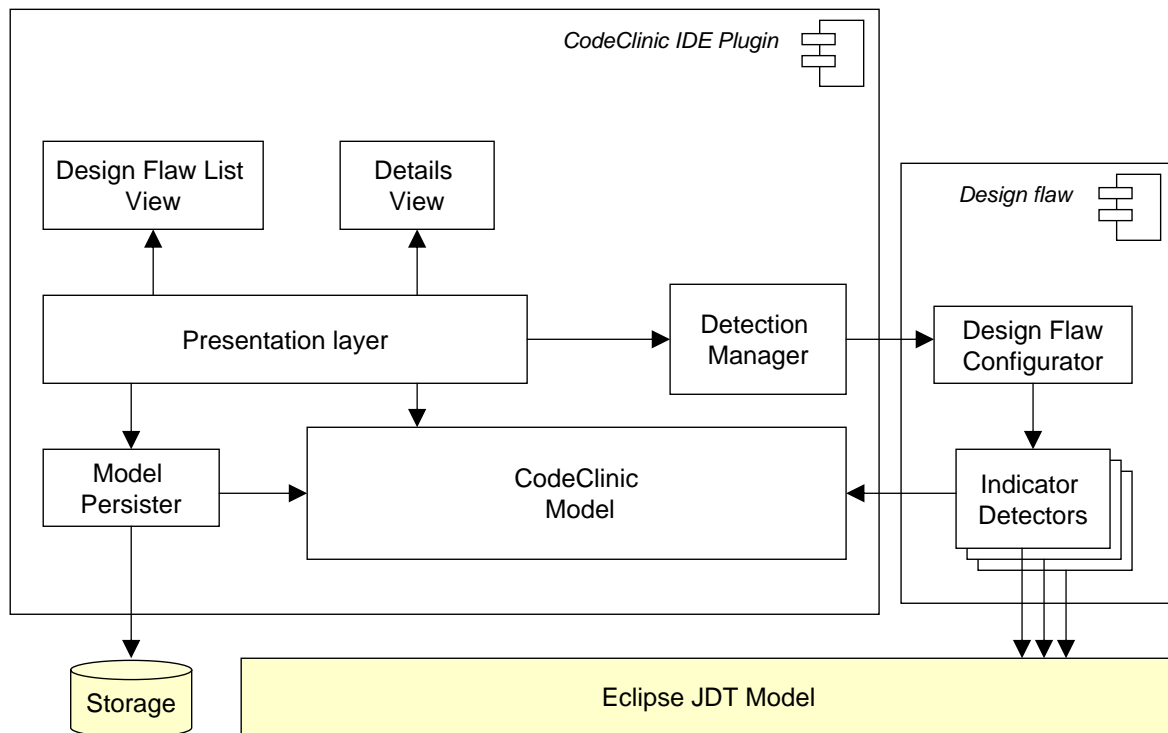 CodeClinic IDE Plugin
Design Flaw List
View
Details
View
Design flaw
Presentation layer
Detection
Manager
Design Flaw
Configurator
Model
Persister
CodeClinic
Model
Indicator
Detectors
Storage
Eclipse JDT Model